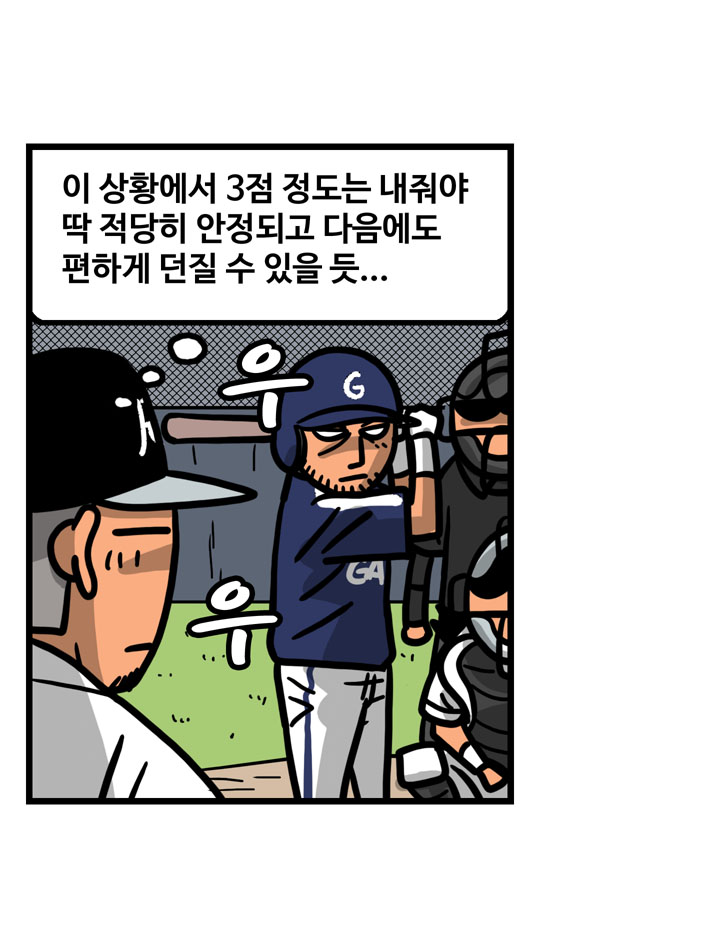 이 상황에서 3점 정도는 내줘야
딱 적당히 안정되고 다음에도
편하게 던질 수 있을 듯...
우
G
GA
우